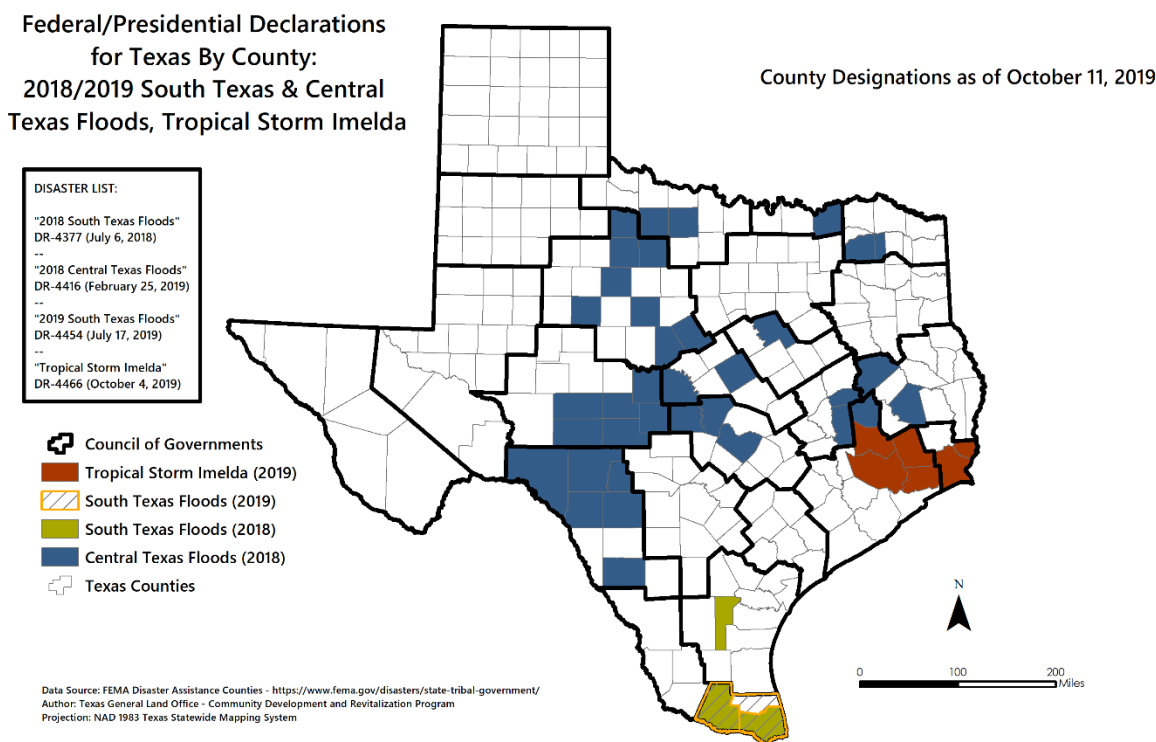 Federal/Presidential Declarations
for Texas By County:
2018/2019 South Texas & Central
Texas Floods, Tropical Storm Imelda
County Designations as of October 11, 2019
DISASTER LIST:
"2018 South Texas Floods"
DR-4377 (July 6, 2018)
--
"2018 Central Texas Floods"
DR-4416 (February 25, 2019)
--
"2019 South Texas Floods"
DR-4454 (July 17, 2019)
--
"Tropical Storm Imelda"
DR-4466 (October 4, 2019)
Council of Governments
Tropical Storm Imelda (2019)
South Texas Floods (2019)
South Texas Floods (2018)
Central Texas Floods (2018)
Texas Counties
N
0 100 200
Miles
Data Source: FEMA Disaster Assistance Counties - https://www.fema.gov/disasters/state-tribal-government/
Author: Texas General Land Office - Community Development and Revitalization Program
Projection: NAD 1983 Texas Statewide Mapping System